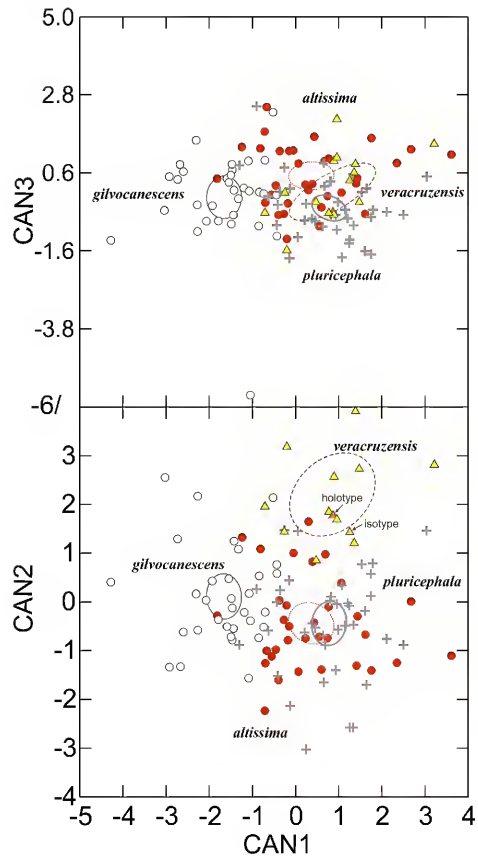 5.0
2.8
altissima
0.6
gilvocanescens
veracruzensis
CAN3
-1.6
pluricephala
-3.8
-6/
3
veracruzensis
holotype
2
isotype
1
gilvocanescens
pluricephala
CAN2
0
-1
-2
altissima
-3
-4
-5 -4 -3 -2 -1 0 1 2 3 4
CAN1